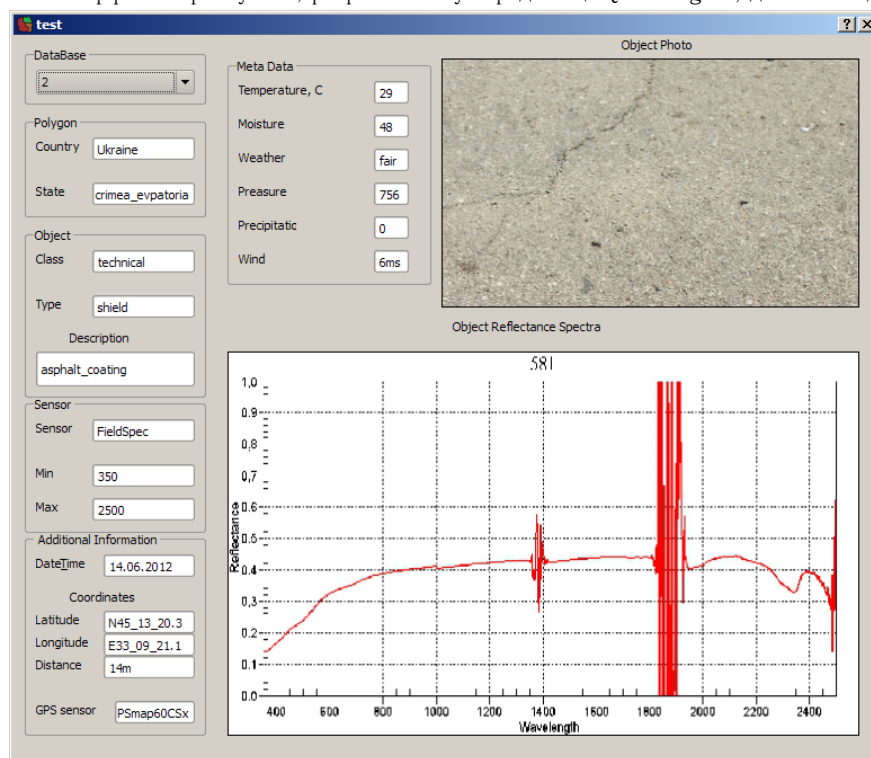 test
DataBase
2
Polygon
Country Ukraine
State crimea_evpatoria
Object
Class technical
Type shield
Description
asphalt_coating
Sensor
Sensor FieldSpec
Min 350
Max 2500
Additional Information
DateTime 14.06.2012
Coordinates
Latitude N45_13_20.3
Longitude E33_09_21.1
Distance 14m
GPS sensor PSmap60CSx
Meta Data
Temperature, C 29
Moisture 48
Weather fair
Preasure 756
Precipitatic 0
Wind 6ms
Object Photo
Object Reflectance Spectra
581
1,0
0.9
0,8
0,7
0.6
0.5
0.4
0.3
0.2
0.1
0.0
Reflectance
400 600 800 1000 1200 1400 1600 1800 2000 2200 2400
Wavelength